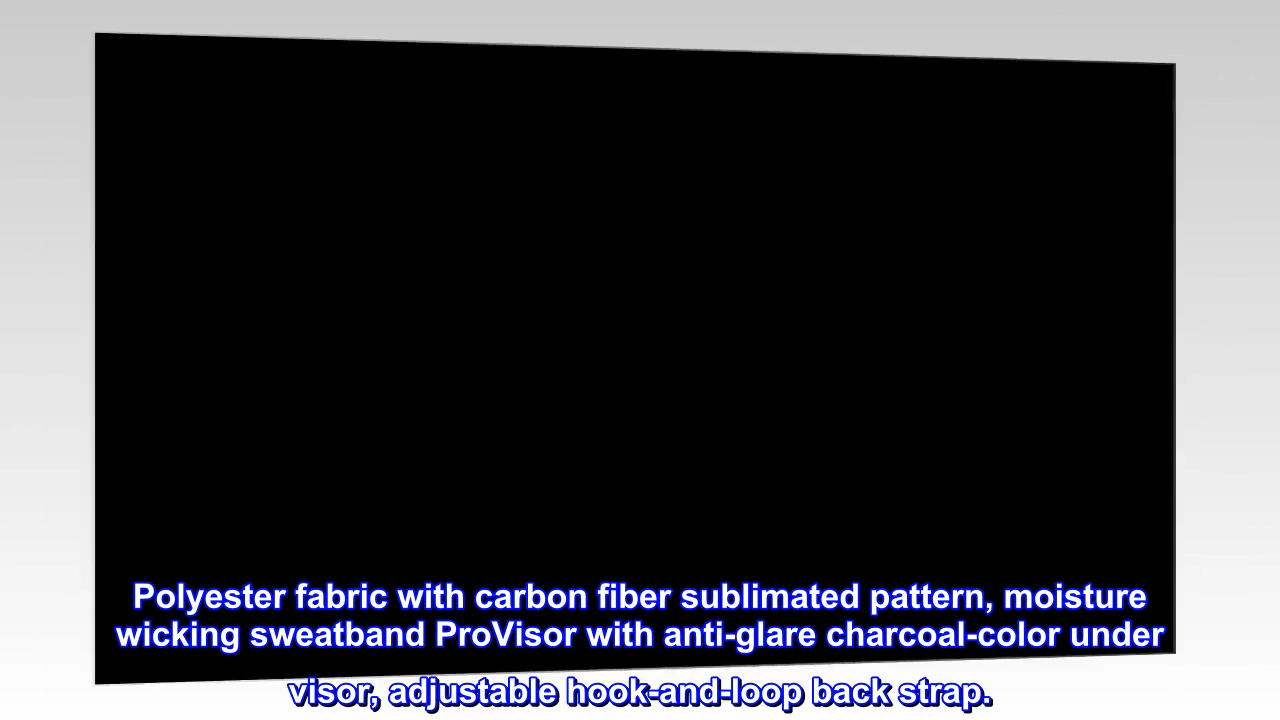 Polyester fabric with carbon fiber sublimated pattern, moisture
wicking sweatband ProVisor with anti-glare charcoal-color under
visor, adjustable hook-and-loop back strap.